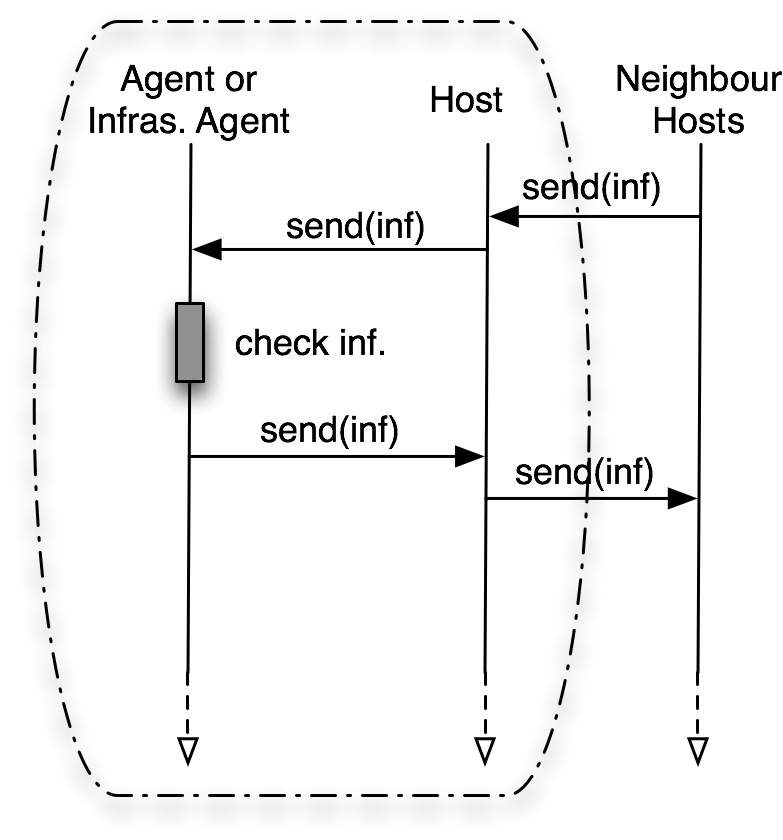 Agent or
Infras. Agent
Host
Neighbour
Hosts
send(inf)
send(inf)
check inf.
send(inf)
send(inf)